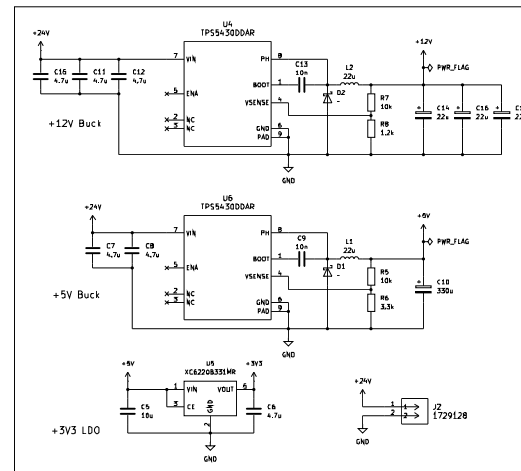 U4
TPS5430DDAR
+24V
C16
4.7u
C11
4.7u
C12
4.7u
7
VIN
5
ENA
2
NC
3
NC
PH
8
BOOT
1
VSENSE
4
GND
6
PAD
9
C13
10n
D2
-
L2
22u
R7
10k
R8
1.2k
+12V
PWR_FLAG
C14
22u
C16
22u
GND
+12V Buck
U6
TPS5430DDAR
+24V
C7
4.7u
C8
4.7u
7
VIN
5
ENA
2
NC
3
NC
PH
8
BOOT
1
VSENSE
4
GND
6
PAD
9
C9
10n
D1
-
L1
22u
R5
10k
R6
3.3k
PWR_FLAG
C10
330u
GND
+5V Buck
U5
XC6220B331MR
C5
10u
1
VIN
3
CE
GND
2
VOUT
+3V3
C6
4.7u
GND
+3V3 LDO
+24V
1
2
J2
1729128
GND